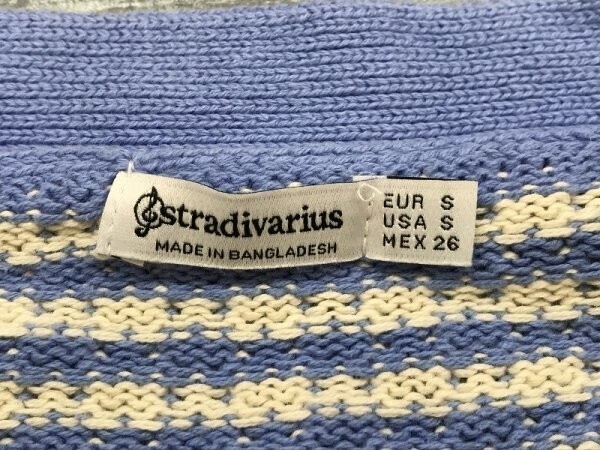 stradivarius
MADE IN BANGLADESH
EUR S
USA S
MEX 26